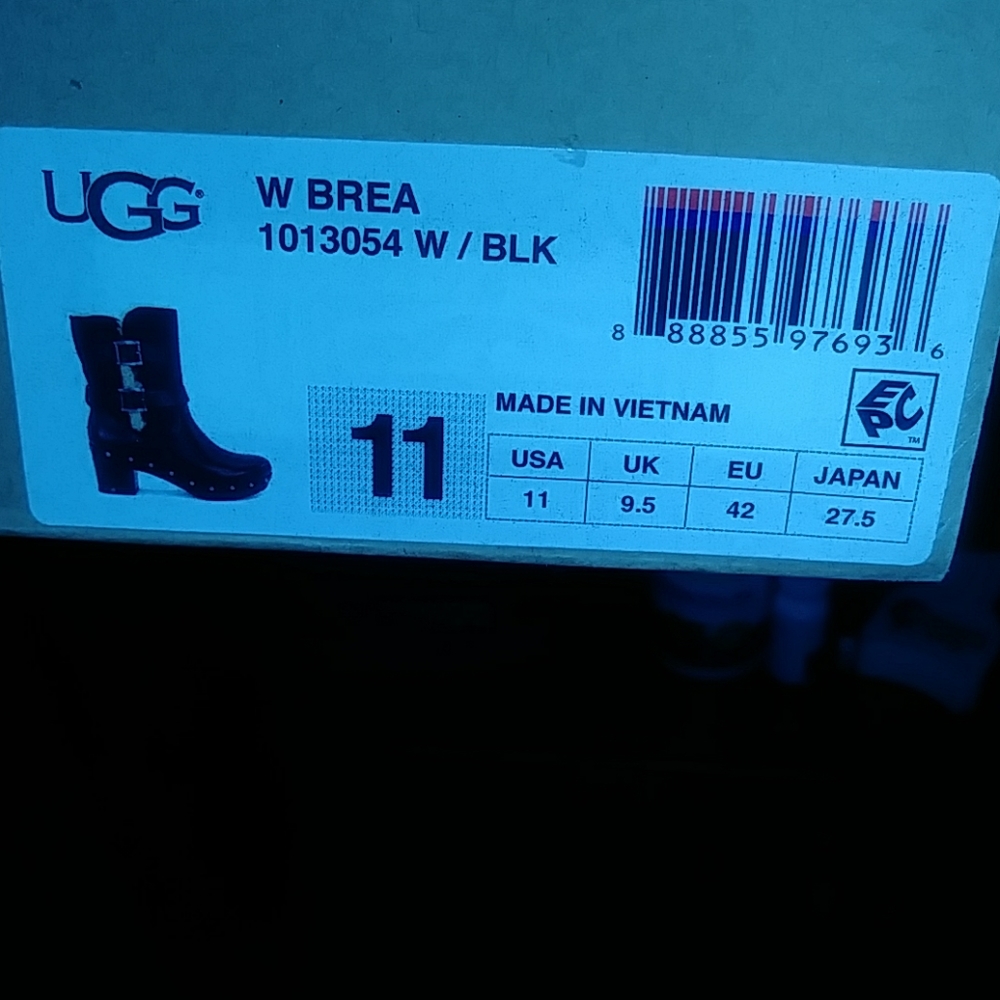 UGG®
W BREA
1013054 W / BLK
8 88855 97693 6
11
MADE IN VIETNAM
EPC™
USA UK EU JAPAN
11 9.5 42 27.5